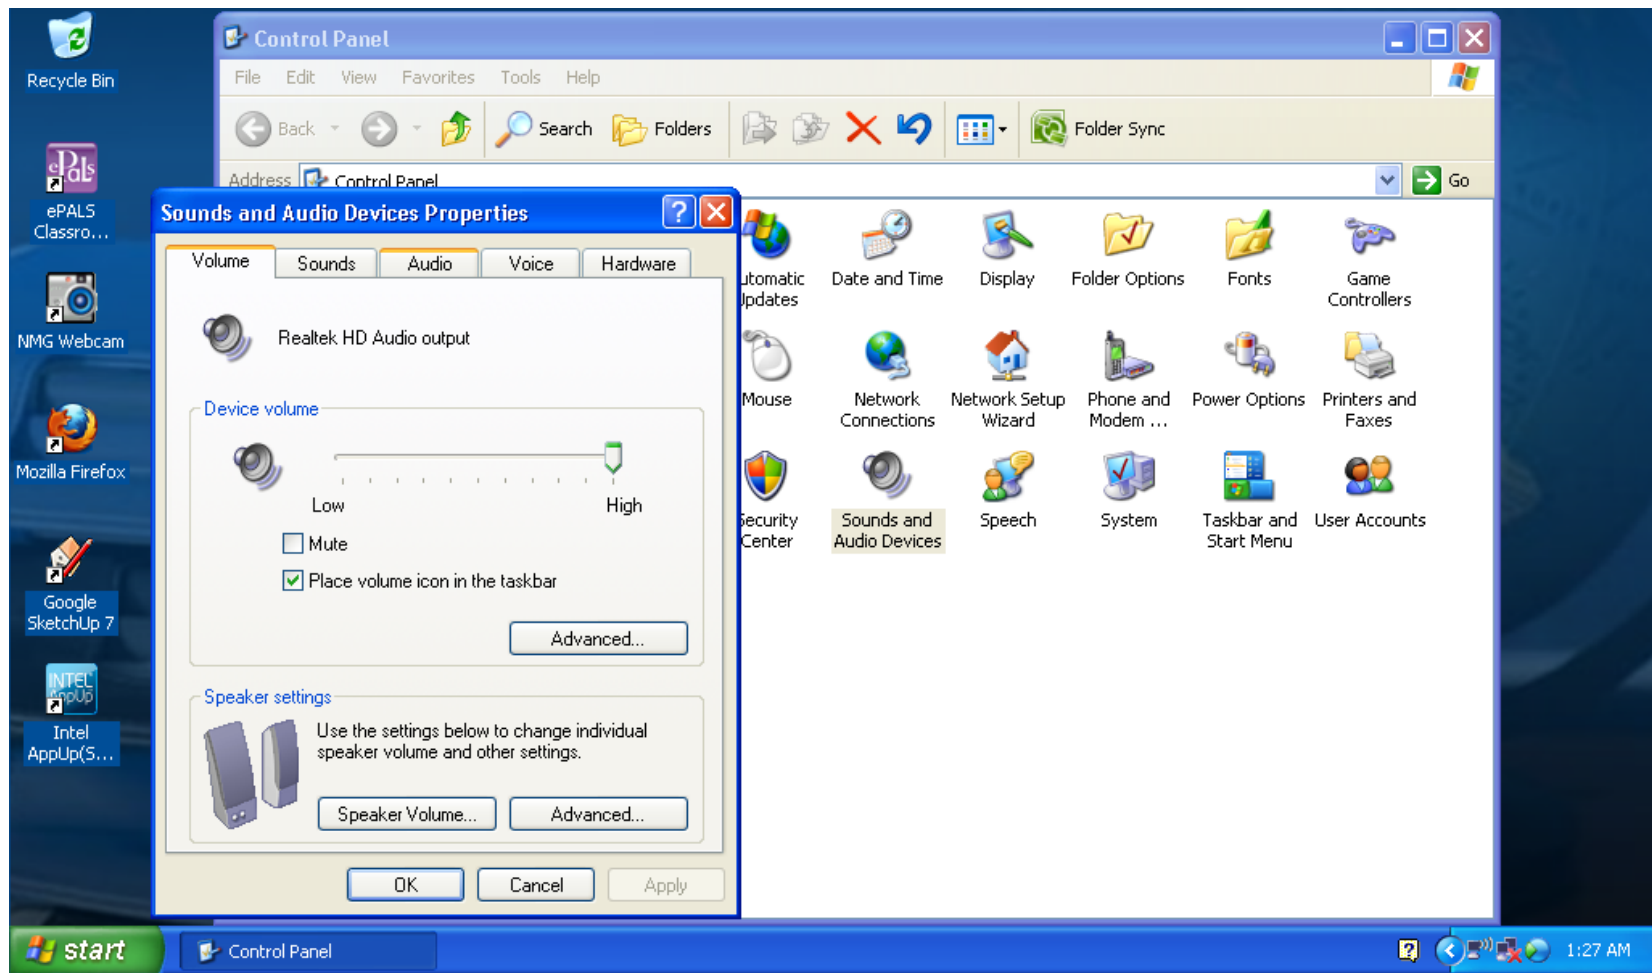 Recycle Bin
ePALS
ePALS
Classro...
NMG Webcam
Mozilla Firefox
Google
SketchUp 7
INTEL
AppUp
Intel
AppUp(S...
Control Panel
File Edit View Favorites Tools Help
Back Search Folders Folder Sync
Address Control Panel Go
Sounds and Audio Devices Properties
Volume Sounds Audio Voice Hardware
Realtek HD Audio output
Device volume
Low High
Mute
Place volume icon in the taskbar
Advanced...
Speaker settings
Use the settings below to change individual
speaker volume and other settings.
Speaker Volume... Advanced...
OK Cancel Apply
utomatic
Updates
Date and Time
Display
Folder Options
Fonts
Game
Controllers
Mouse
Network
Connections
Network Setup
Wizard
Phone and
Modem ...
Power Options
Printers and
Faxes
Security
Center
Sounds and
Audio Devices
Speech
System
Taskbar and
Start Menu
User Accounts
start
Control Panel
1:27 AM